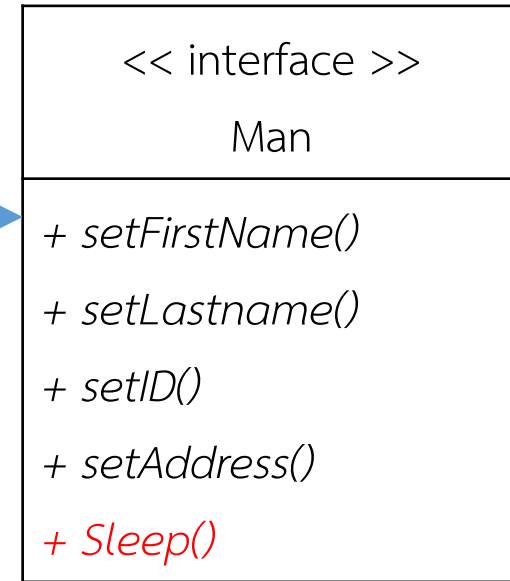 << interface >>
Man
+ setFirstName()
+ setLastname()
+ setID()
+ setAddress()
+ Sleep()